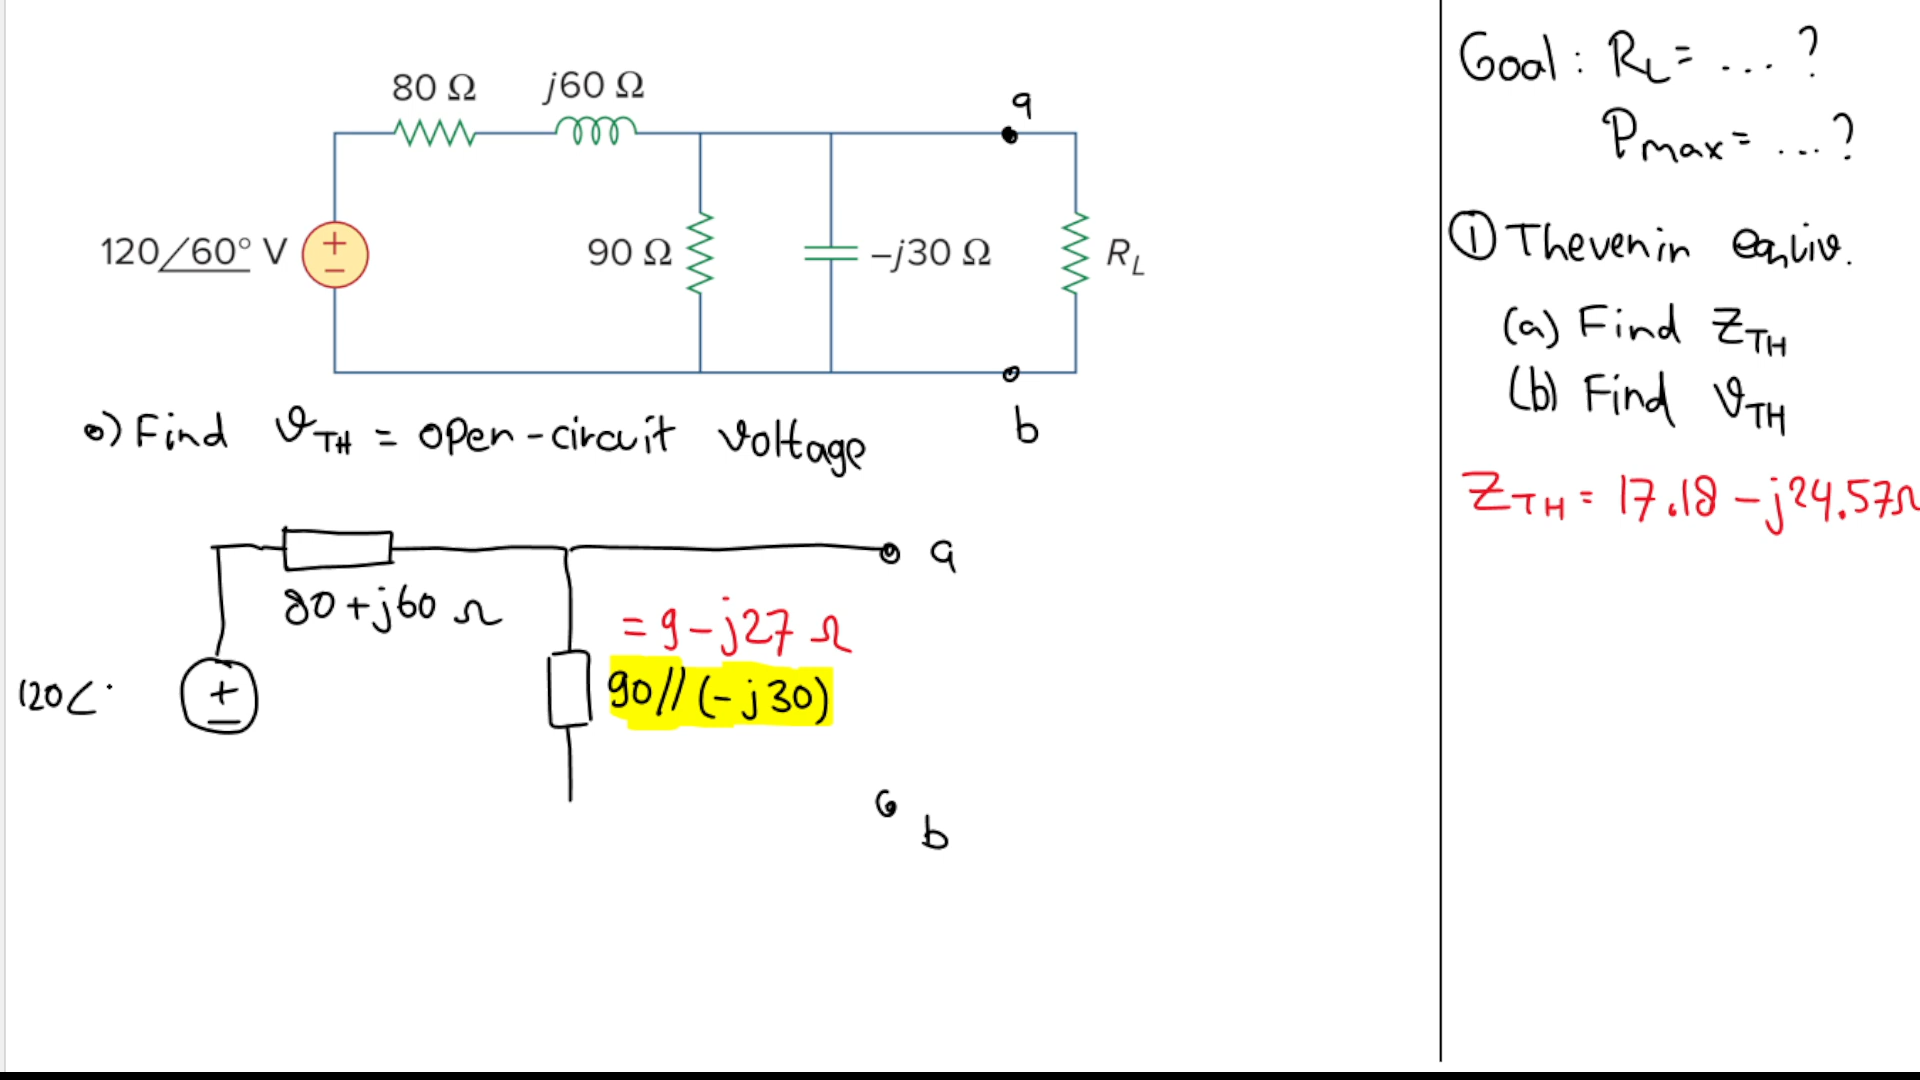 80 Ω
j60 Ω
a
120/60° V
+
−
90 Ω
−j30 Ω
R_L
b
o) Find V_TH = open-circuit voltage
a
80+j60 Ω
= 9-j27 Ω
90//(-j30)
120∠
+
−
b
Goal: R_L = ...?
P_max = ...?
① Thevenin equiv.
(a) Find Z_TH
(b) Find V_TH
Z_TH = 17.18 - j24.57Ω